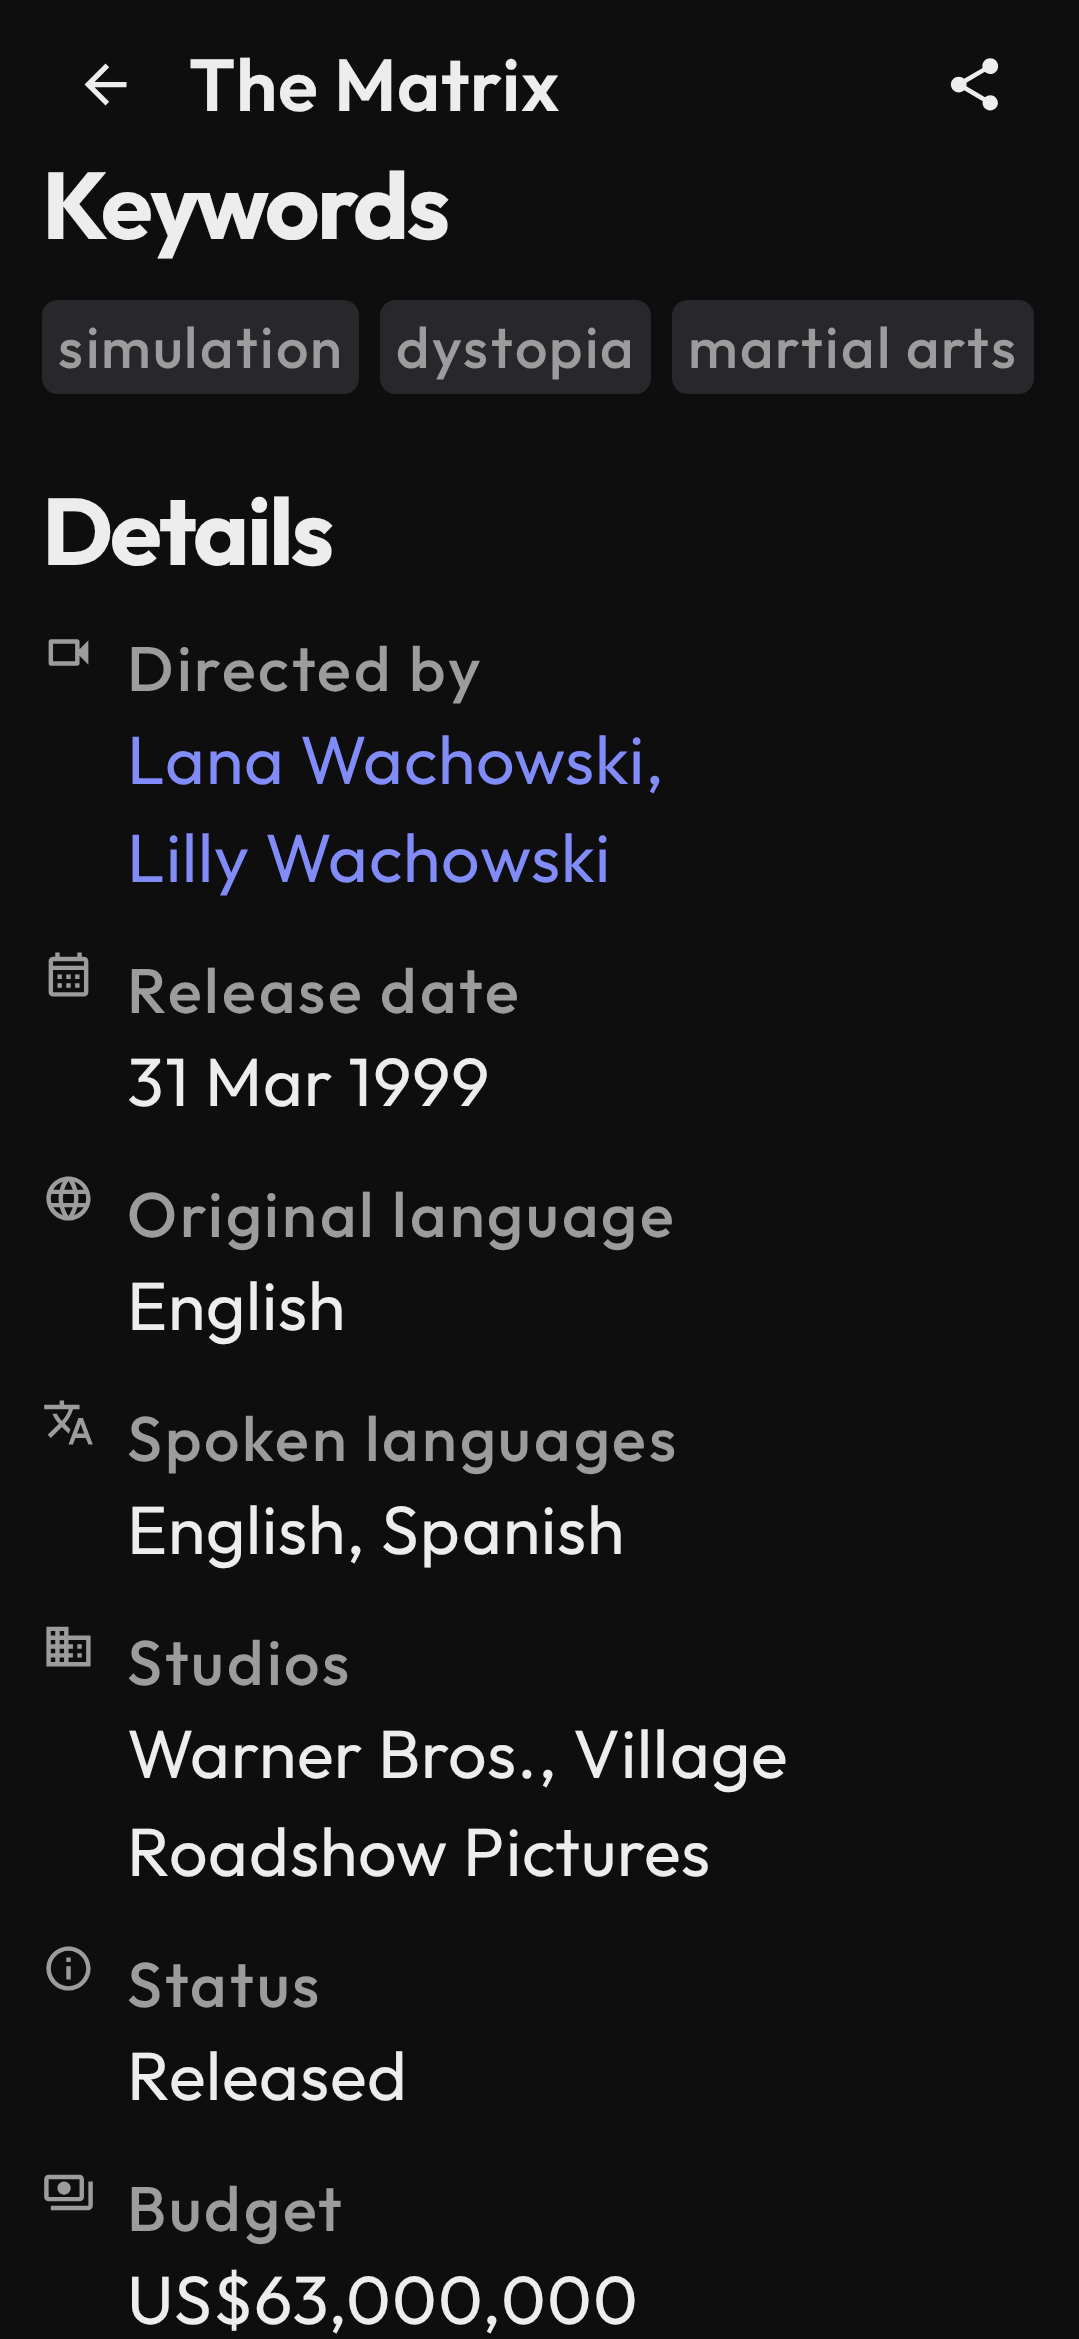 The Matrix
Keywords
simulation dystopia martial arts
Details
Directed by
Lana Wachowski,
Lilly Wachowski
Release date
31 Mar 1999
Original language
English
Spoken languages
English, Spanish
Studios
Warner Bros., Village
Roadshow Pictures
Status
Released
Budget
US$63,000,000